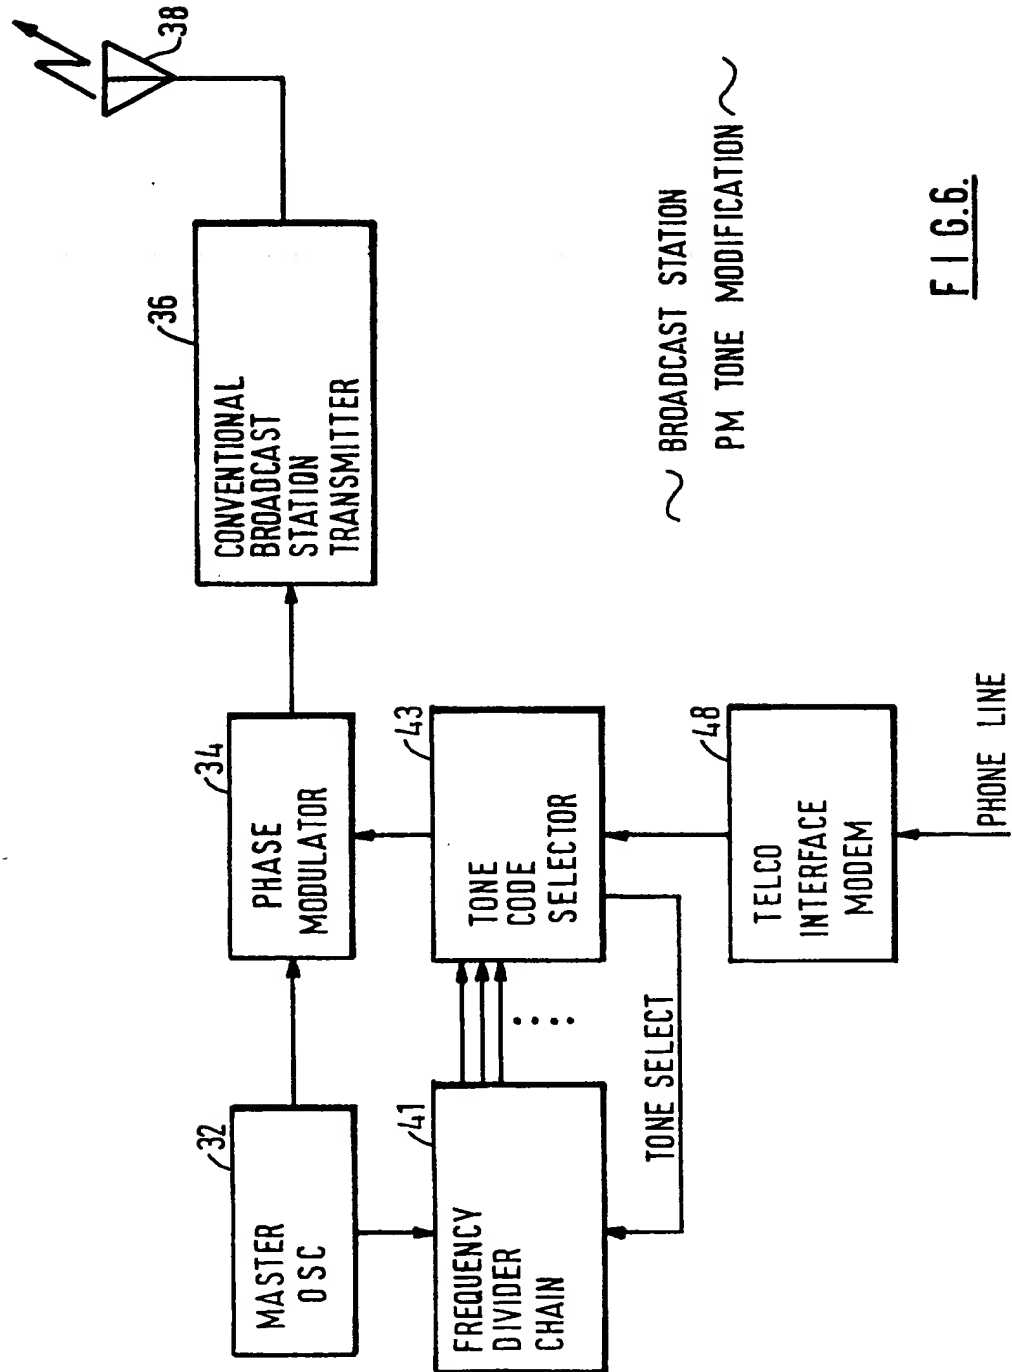 32
MASTER
OSC
34
PHASE
MODULATOR
36
CONVENTIONAL
BROADCAST
STATION
TRANSMITTER
38
41
FREQUENCY
DIVIDER
CHAIN
43
TONE
CODE
SELECTOR
TONE SELECT
48
TELCO
INTERFACE
MODEM
PHONE LINE
~ BROADCAST STATION
PM TONE MODIFICATION ~
FIG.6.